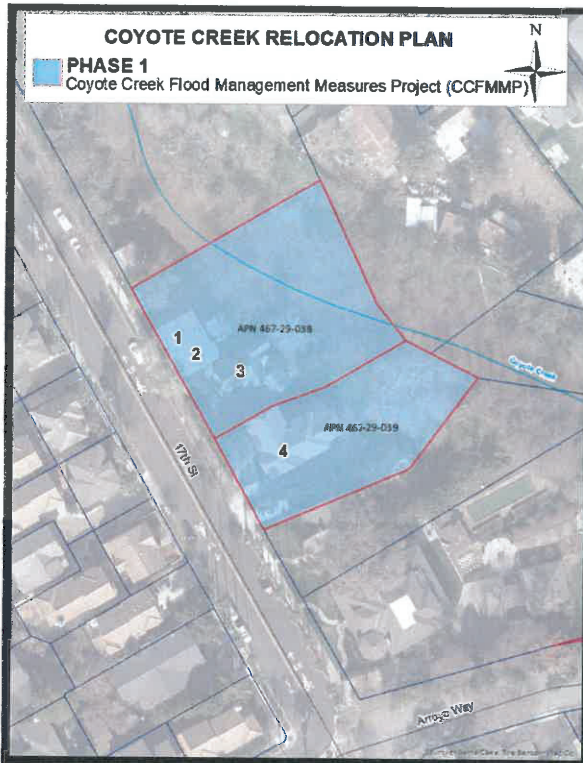 COYOTE CREEK RELOCATION PLAN
N
PHASE 1
Coyote Creek Flood Management Measures Project (CCFMMP)
1
2
APN 467-29-038
3
Coyote Creek
APN 467-29-039
4
17th St
Arroyo Way